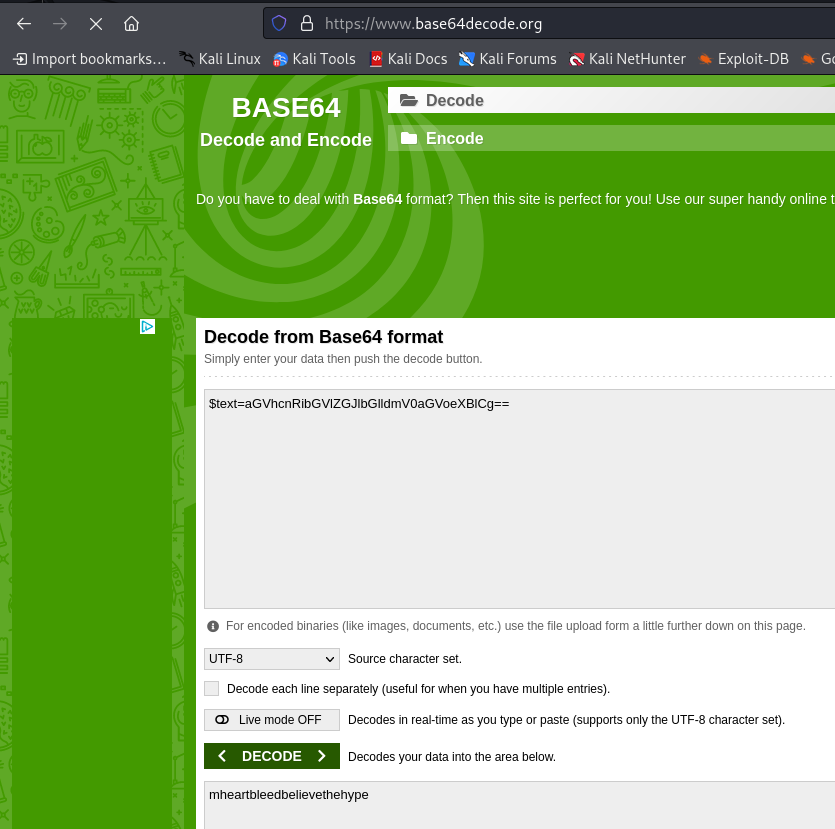 https://www.base64decode.org
Import bookmarks… Kali Linux Kali Tools Kali Docs Kali Forums Kali NetHunter Exploit-DB Go
BASE64
Decode and Encode
Decode
Encode
Do you have to deal with Base64 format? Then this site is perfect for you! Use our super handy online t
Decode from Base64 format
Simply enter your data then push the decode button.
$text=aGVhcnRibGVlZGJlbGlldmV0aGVoeXBlCg==
For encoded binaries (like images, documents, etc.) use the file upload form a little further down on this page.
UTF-8 Source character set.
Decode each line separately (useful for when you have multiple entries).
Live mode OFF Decodes in real-time as you type or paste (supports only the UTF-8 character set).
DECODE Decodes your data into the area below.
mheartbleedbelievethehype